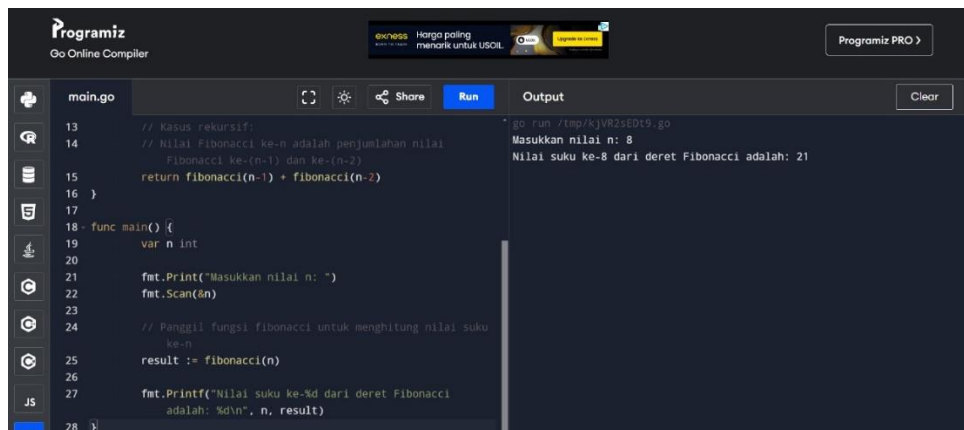 Programiz
Go Online Compiler
exness
Harga paling
menarik untuk USOIL.
Programiz PRO >
main.go
Share
Run
Output
Clear
13 // Kasus rekursif:
14 // Nilai Fibonacci ke-n adalah penjumlahan nilai
Fibonacci ke-(n-1) dan ke-(n-2)
15 return fibonacci(n-1) + fibonacci(n-2)
16 }
17
18 func main() {
19 var n int
20
21 fmt.Print("Masukkan nilai n: ")
22 fmt.Scan(&n)
23
24 // Panggil fungsi fibonacci untuk menghitung nilai suku
ke-n
25 result := fibonacci(n)
26
27 fmt.Printf("Nilai suku ke-%d dari deret Fibonacci
adalah: %d\n", n, result)
28 }
JS
go run /tmp/kjVR2sEDt9.go
Masukkan nilai n: 8
Nilai suku ke-8 dari deret Fibonacci adalah: 21